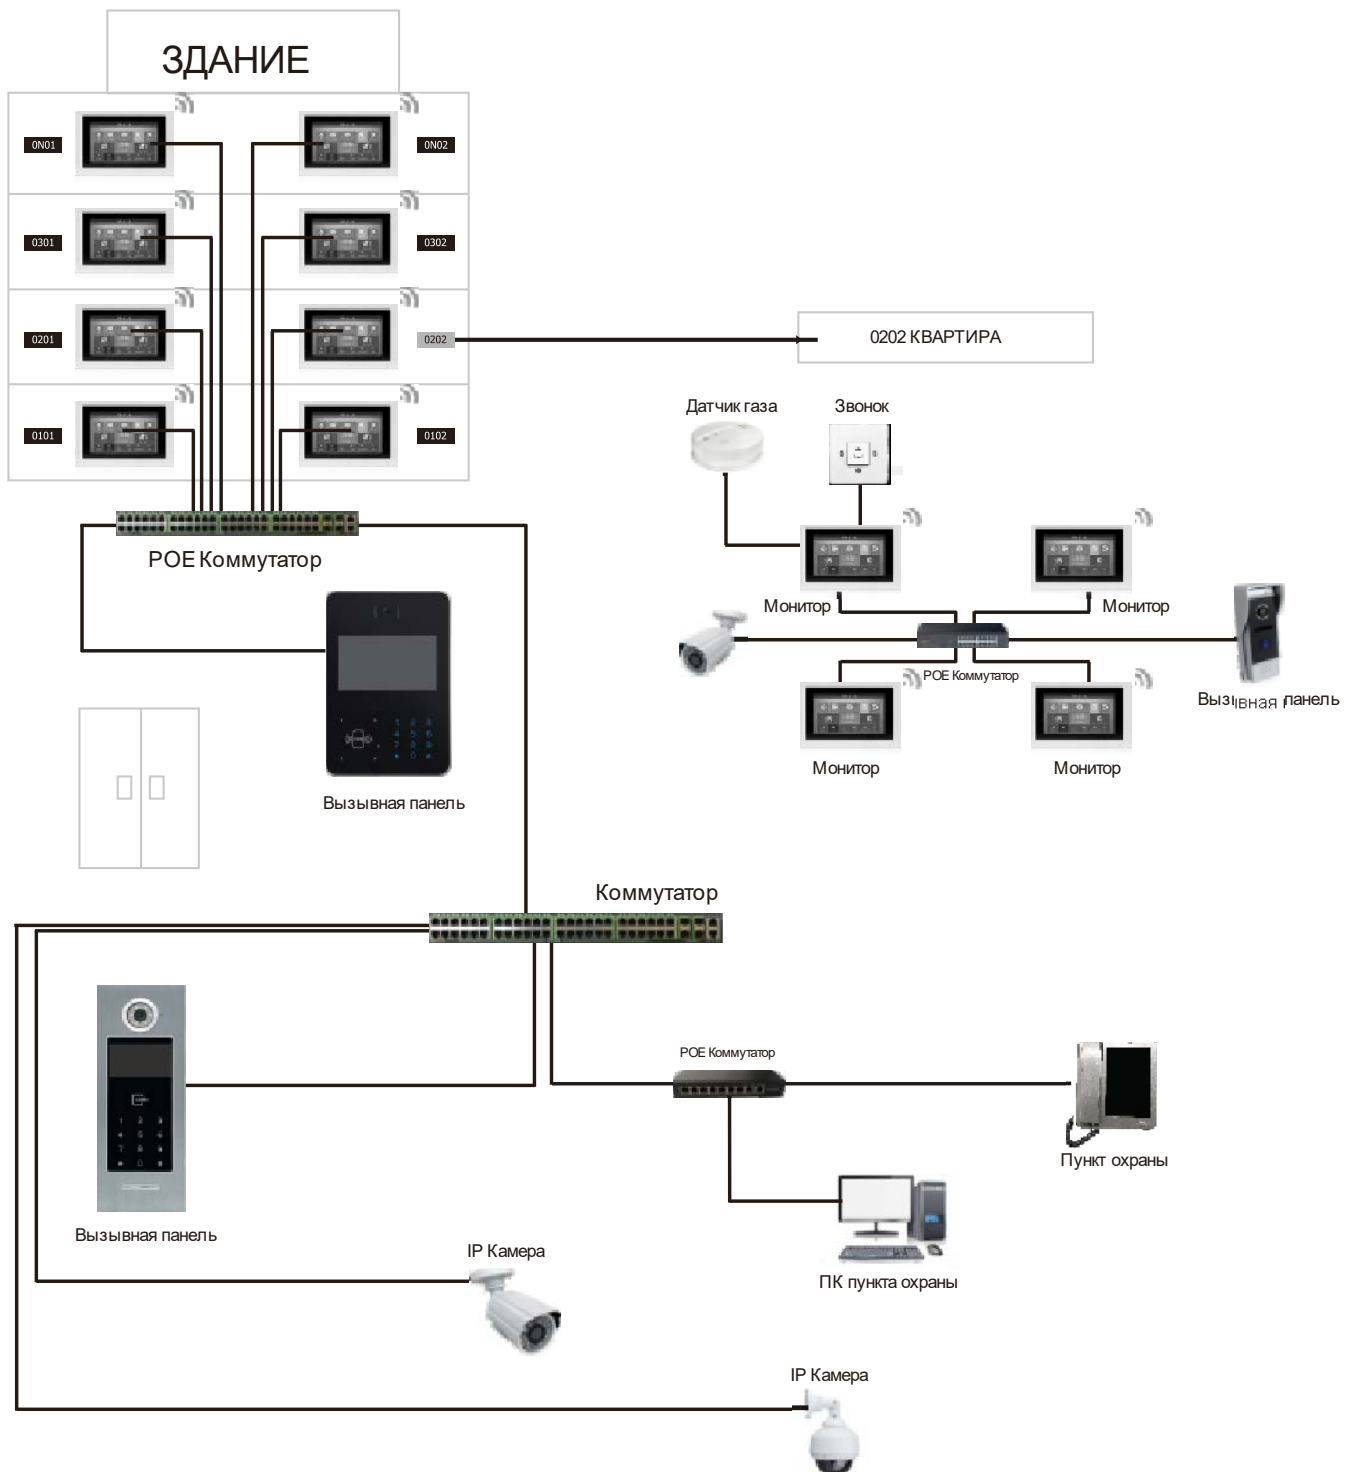 ЗДАНИЕ
0N01
0N02
0301
0302
0201
0202
0202 КВАРТИРА
0101
0102
Датчик газа
Звонок
POE Коммутатор
Монитор
Монитор
POE Коммутатор
Вызывная панель
Монитор
Монитор
Вызывная панель
Коммутатор
POE Коммутатор
Пункт охраны
Вызывная панель
IP Камера
ПК пункта охраны
IP Камера